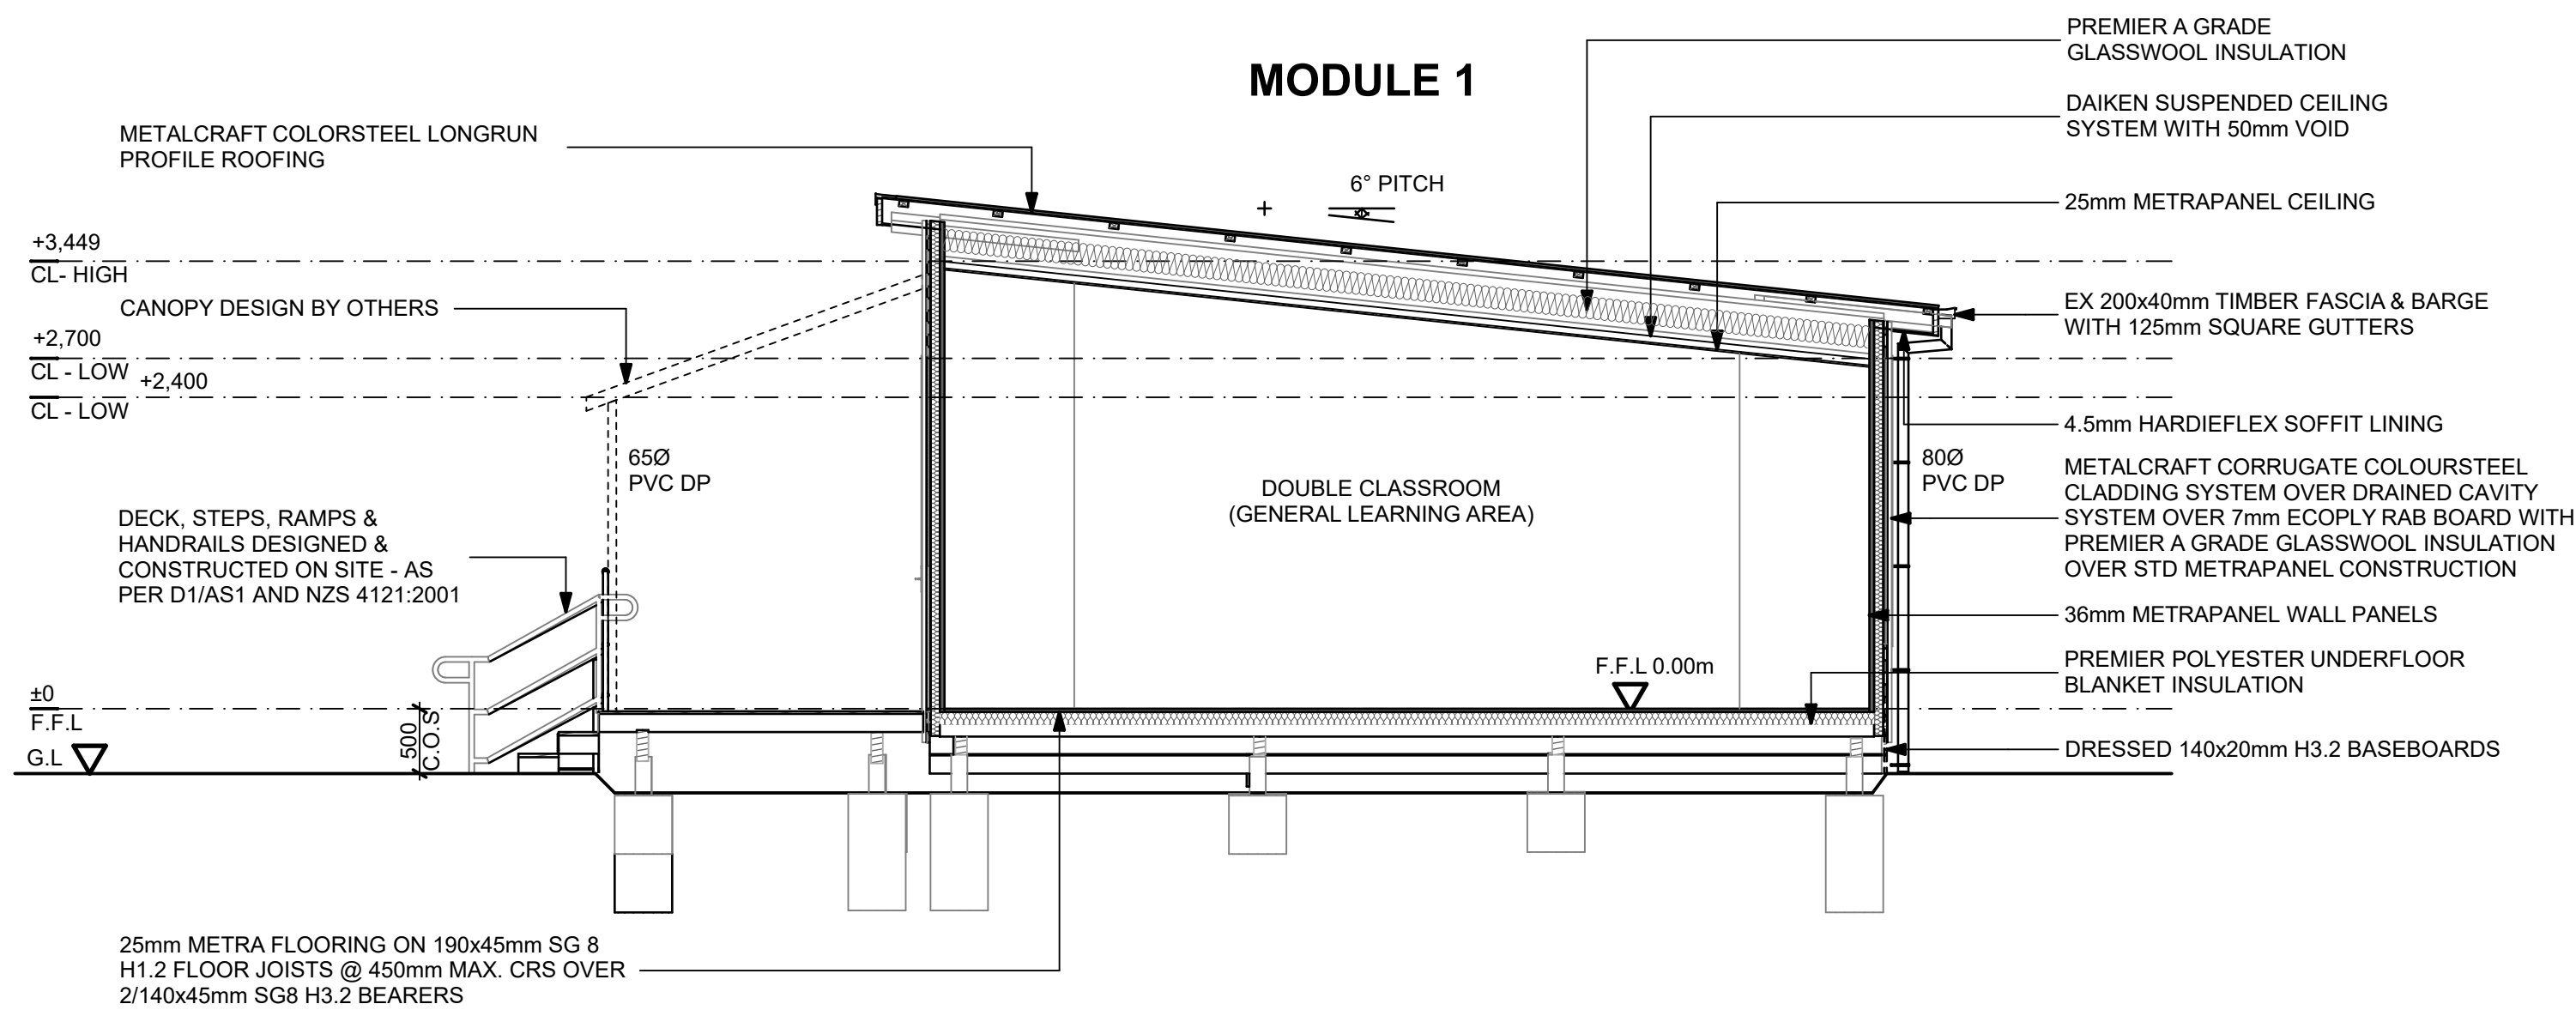 MODULE 1
METALCRAFT COLORSTEEL LONGRUN
PROFILE ROOFING
6° PITCH
+3,449
CL- HIGH
CANOPY DESIGN BY OTHERS
+2,700
CL - LOW
+2,400
CL - LOW
65Ø
PVC DP
DOUBLE CLASSROOM
(GENERAL LEARNING AREA)
80Ø
PVC DP
DECK, STEPS, RAMPS &
HANDRAILS DESIGNED &
CONSTRUCTED ON SITE - AS
PER D1/AS1 AND NZS 4121:2001
F.F.L 0.00m
±0
F.F.L
G.L
500
C.O.S
25mm METRA FLOORING ON 190x45mm SG 8
H1.2 FLOOR JOISTS @ 450mm MAX. CRS OVER
2/140x45mm SG8 H3.2 BEARERS
PREMIER A GRADE
GLASSWOOL INSULATION
DAIKEN SUSPENDED CEILING
SYSTEM WITH 50mm VOID
25mm METRAPANEL CEILING
EX 200x40mm TIMBER FASCIA & BARGE
WITH 125mm SQUARE GUTTERS
4.5mm HARDIEFLEX SOFFIT LINING
METALCRAFT CORRUGATE COLOURSTEEL
CLADDING SYSTEM OVER DRAINED CAVITY
SYSTEM OVER 7mm ECOPLY RAB BOARD WITH
PREMIER A GRADE GLASSWOOL INSULATION
OVER STD METRAPANEL CONSTRUCTION
36mm METRAPANEL WALL PANELS
PREMIER POLYESTER UNDERFLOOR
BLANKET INSULATION
DRESSED 140x20mm H3.2 BASEBOARDS